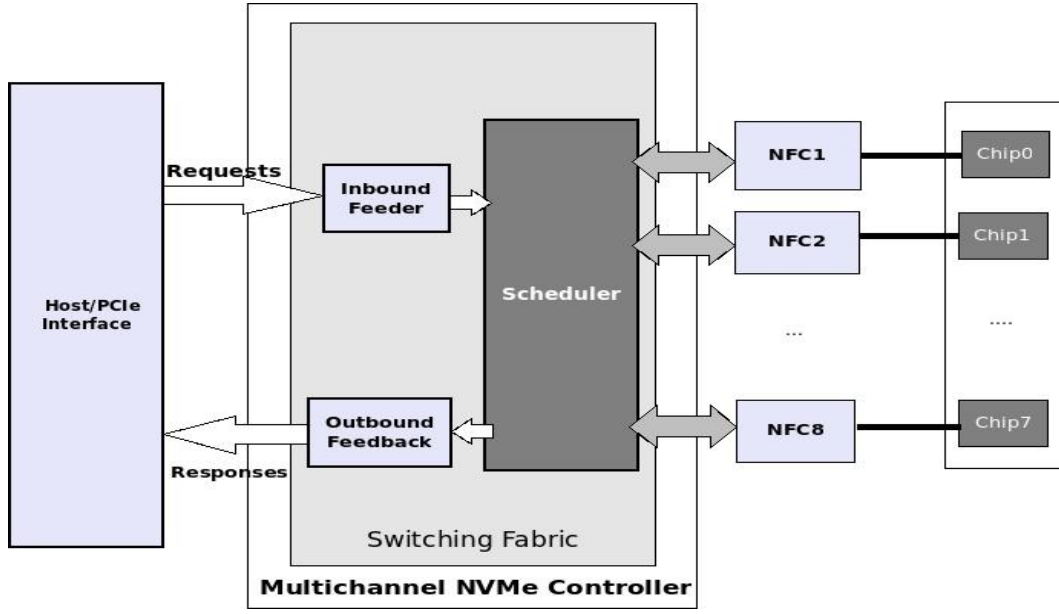 Requests
Inbound
Feeder
Host/PCIe
Interface
Scheduler
Outbound
Feedback
Responses
Switching Fabric
Multichannel NVMe Controller
NFC1
Chip0
NFC2
Chip1
...
....
NFC8
Chip7